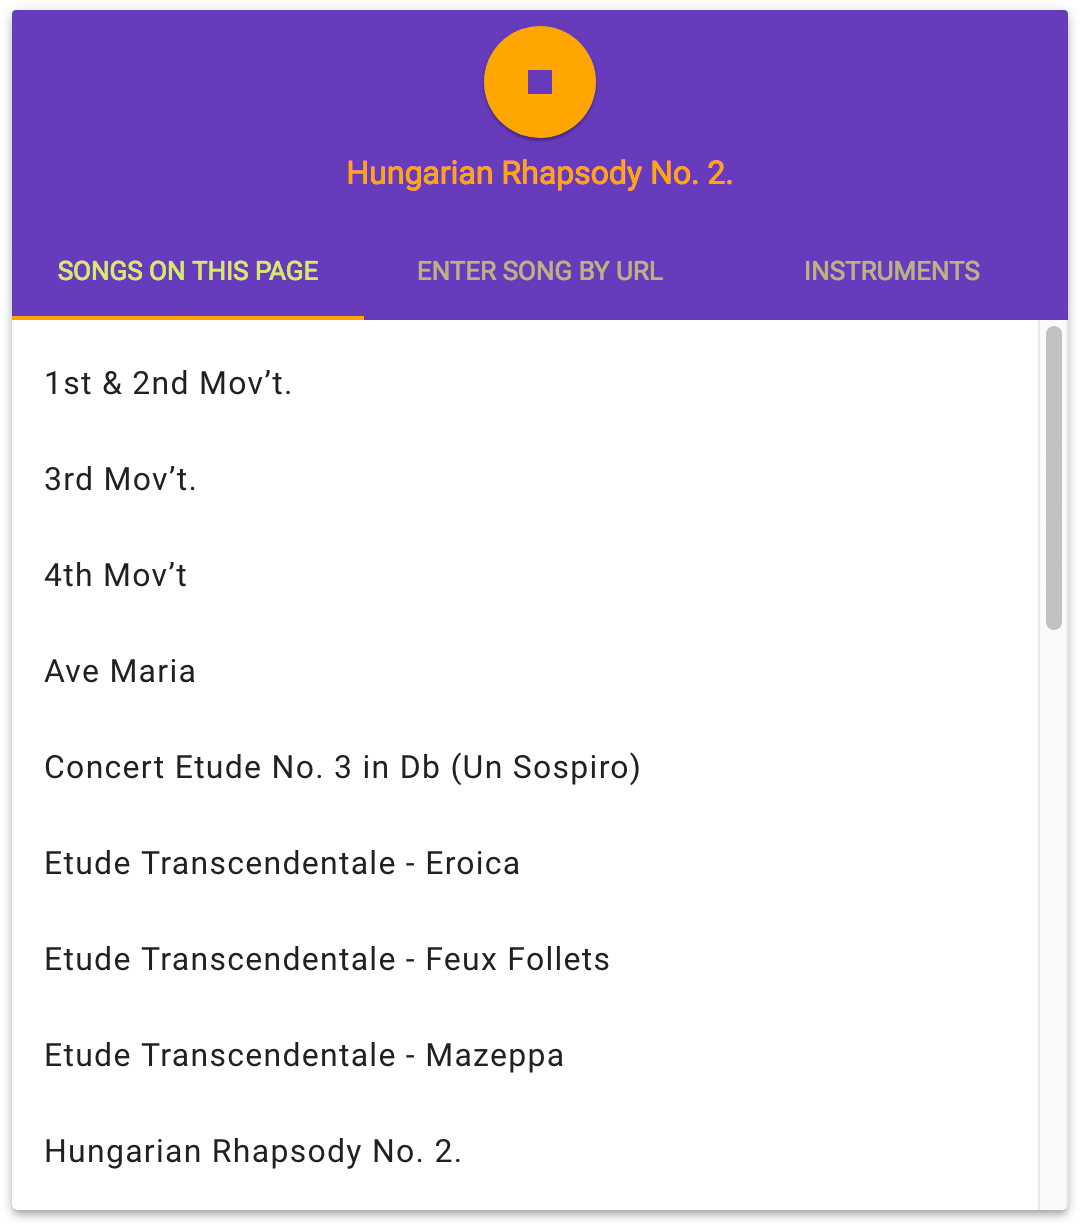 Hungarian Rhapsody No. 2.
SONGS ON THIS PAGE
ENTER SONG BY URL
INSTRUMENTS
1st & 2nd Mov’t.
3rd Mov’t.
4th Mov’t
Ave Maria
Concert Etude No. 3 in Db (Un Sospiro)
Etude Transcendentale - Eroica
Etude Transcendentale - Feux Follets
Etude Transcendentale - Mazeppa
Hungarian Rhapsody No. 2.